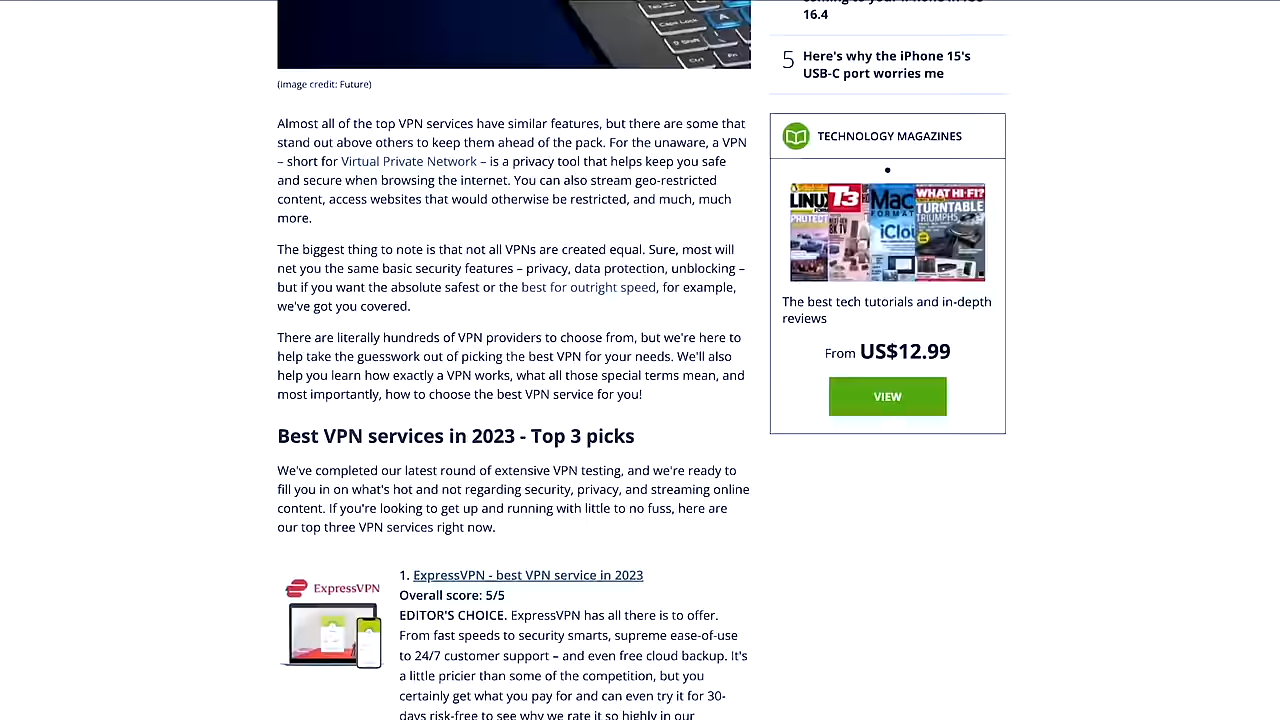 (Image credit: Future)
Almost all of the top VPN services have similar features, but there are some that
stand out above others to keep them ahead of the pack. For the unaware, a VPN
– short for Virtual Private Network – is a privacy tool that helps keep you safe
and secure when browsing the internet. You can also stream geo-restricted
content, access websites that would otherwise be restricted, and much, much
more.
The biggest thing to note is that not all VPNs are created equal. Sure, most will
net you the same basic security features – privacy, data protection, unblocking –
but if you want the absolute safest or the best for outright speed, for example,
we've got you covered.
There are literally hundreds of VPN providers to choose from, but we're here to
help take the guesswork out of picking the best VPN for your needs. We'll also
help you learn how exactly a VPN works, what all those special terms mean, and
most importantly, how to choose the best VPN service for you!
Best VPN services in 2023 - Top 3 picks
We've completed our latest round of extensive VPN testing, and we're ready to
fill you in on what's hot and not regarding security, privacy, and streaming online
content. If you're looking to get up and running with little to no fuss, here are
our top three VPN services right now.
ExpressVPN
1. ExpressVPN - best VPN service in 2023
Overall score: 5/5
EDITOR'S CHOICE. ExpressVPN has all there is to offer.
From fast speeds to security smarts, supreme ease-of-use
to 24/7 customer support – and even free cloud backup. It's
a little pricier than some of the competition, but you
certainly get what you pay for and can even try it for 30-
days risk-free to see why we rate it so highly in our
coming to your iPhone in iOS
16.4
5 Here's why the iPhone 15's
USB-C port worries me
TECHNOLOGY MAGAZINES
LINUX
FORMAT
PROTECT
T3
8K TV
Mac
FORMAT
iClou
WHAT HI-FI?
TURNTABLE
TRIUMPHS
The best tech tutorials and in-depth
reviews
From US$12.99
VIEW